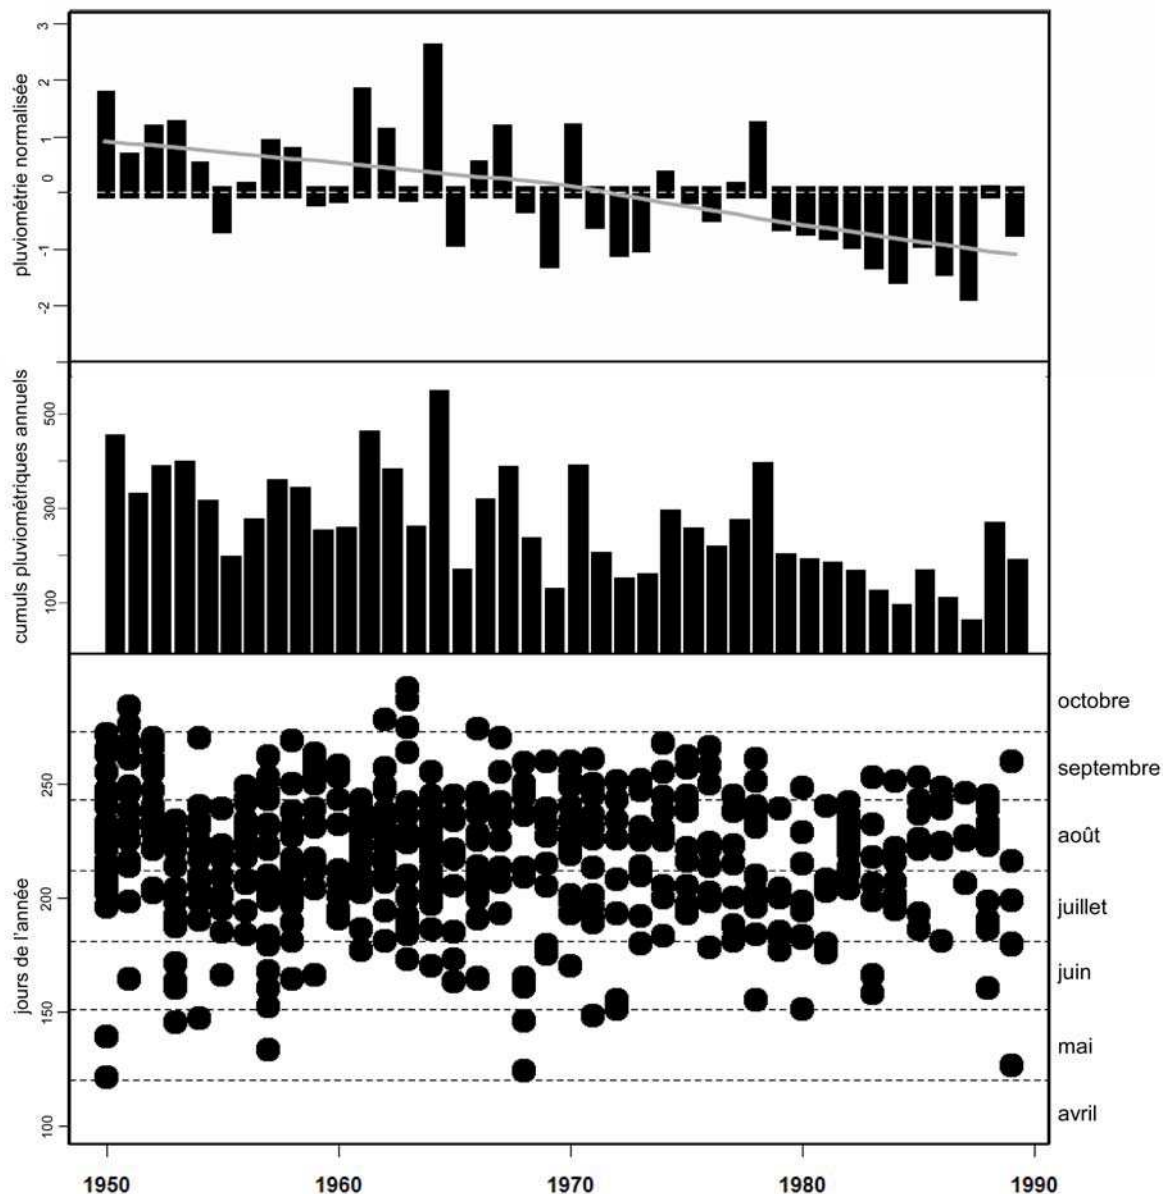 pluviométrie normalisée
3
2
1
0
-1
-2
cumuls pluviométriques annuels
500
300
100
jours de l'année
250
200
150
100
octobre
septembre
août
juillet
juin
mai
avril
1950 1960 1970 1980 1990